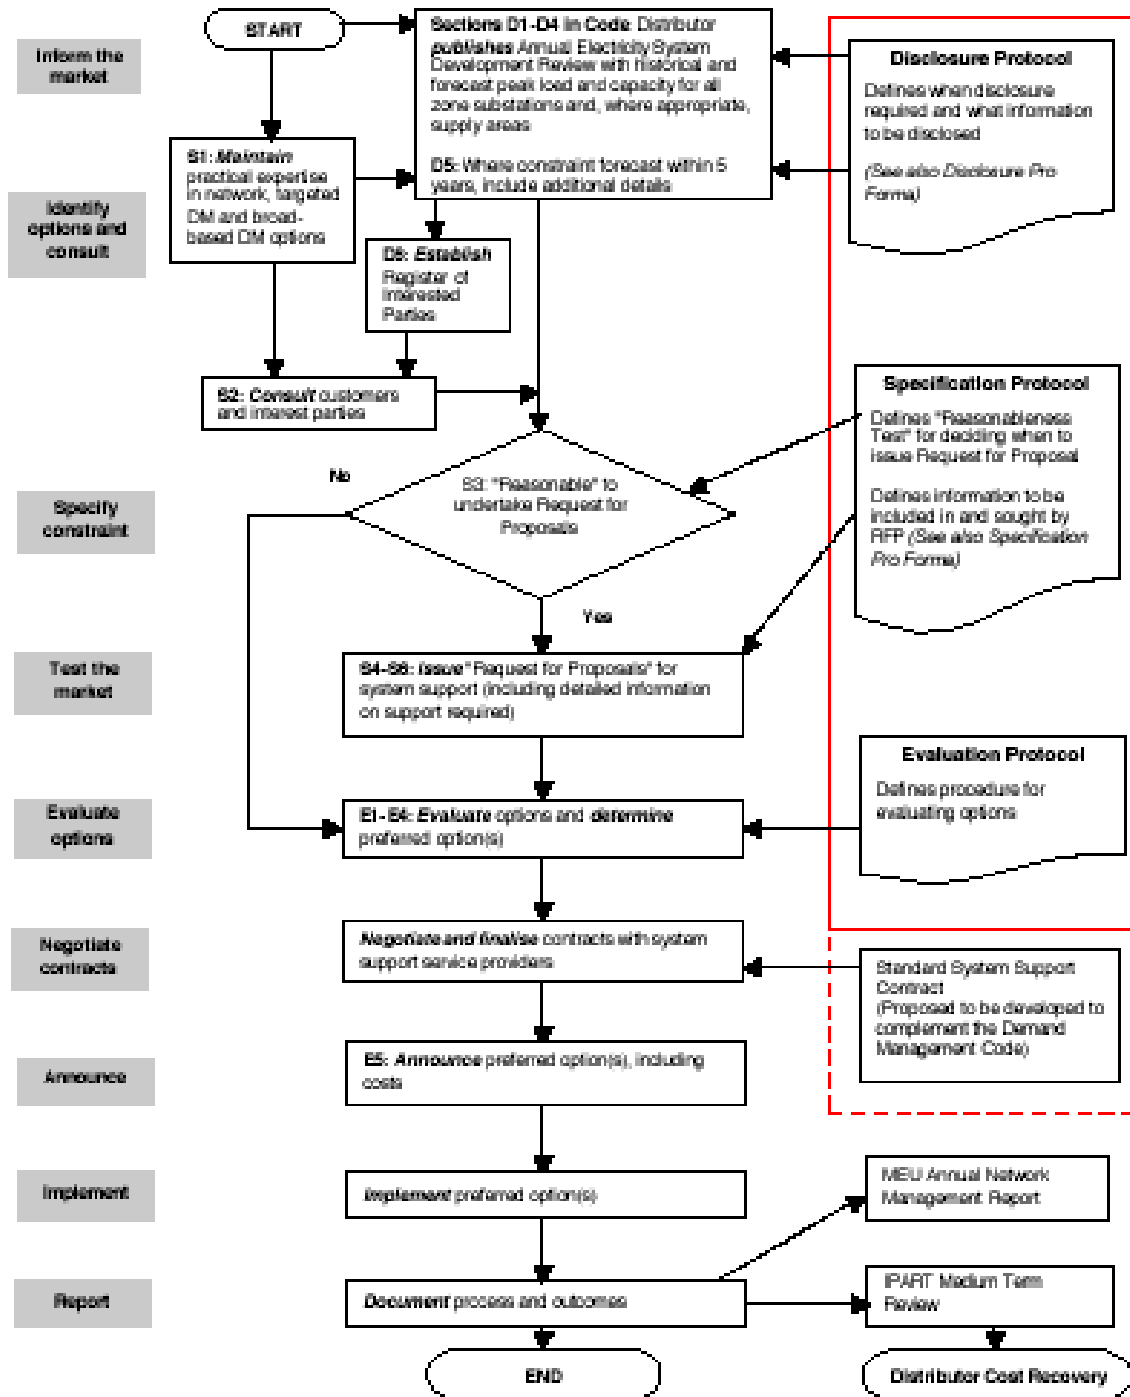 START
Sections D1-D4 in Code: Distributor
publishes Annual Electricity System
Development Review with historical and
forecast peak load and capacity for all
zone substations and, where appropriate,
supply areas
D5: Where constraint forecast within 5
years, include additional details
Inform the
market
Disclosure Protocol
Defines when disclosure
required and what information
to be disclosed
(See also Disclosure Pro
Forma)
S1: Maintain
practical expertise
in network, targeted
DM and broad-
based DM options
Identify
options and
consult
D6: Establish
Register of
Interested
Parties
S2: Consult customers
and interest parties
Specification Protocol
Defines "Reasonableness
Test" for deciding when to
issue Request for Proposal
Defines information to be
included in and sought by
RFP (See also Specification
Pro Forma)
No
S3: "Reasonable" to
undertake Request for
Proposals
Specify
constraint
Yes
Test the
market
S4-S6: Issue "Request for Proposals" for
system support (including detailed information
on support required)
Evaluation Protocol
Defines procedure for
evaluating options
Evaluate
options
E1-E4: Evaluate options and determine
preferred option(s)
Negotiate
contracts
Negotiate and finalise contracts with system
support service providers
Standard System Support
Contract
(Proposed to be developed to
complement the Demand
Management Code)
Announce
E5: Announce preferred option(s), including
costs
Implement
Implement preferred option(s)
MEU Annual Network
Management Report
Report
Document process and outcomes
IPART Medium Term
Review
END
Distributor Cost Recovery